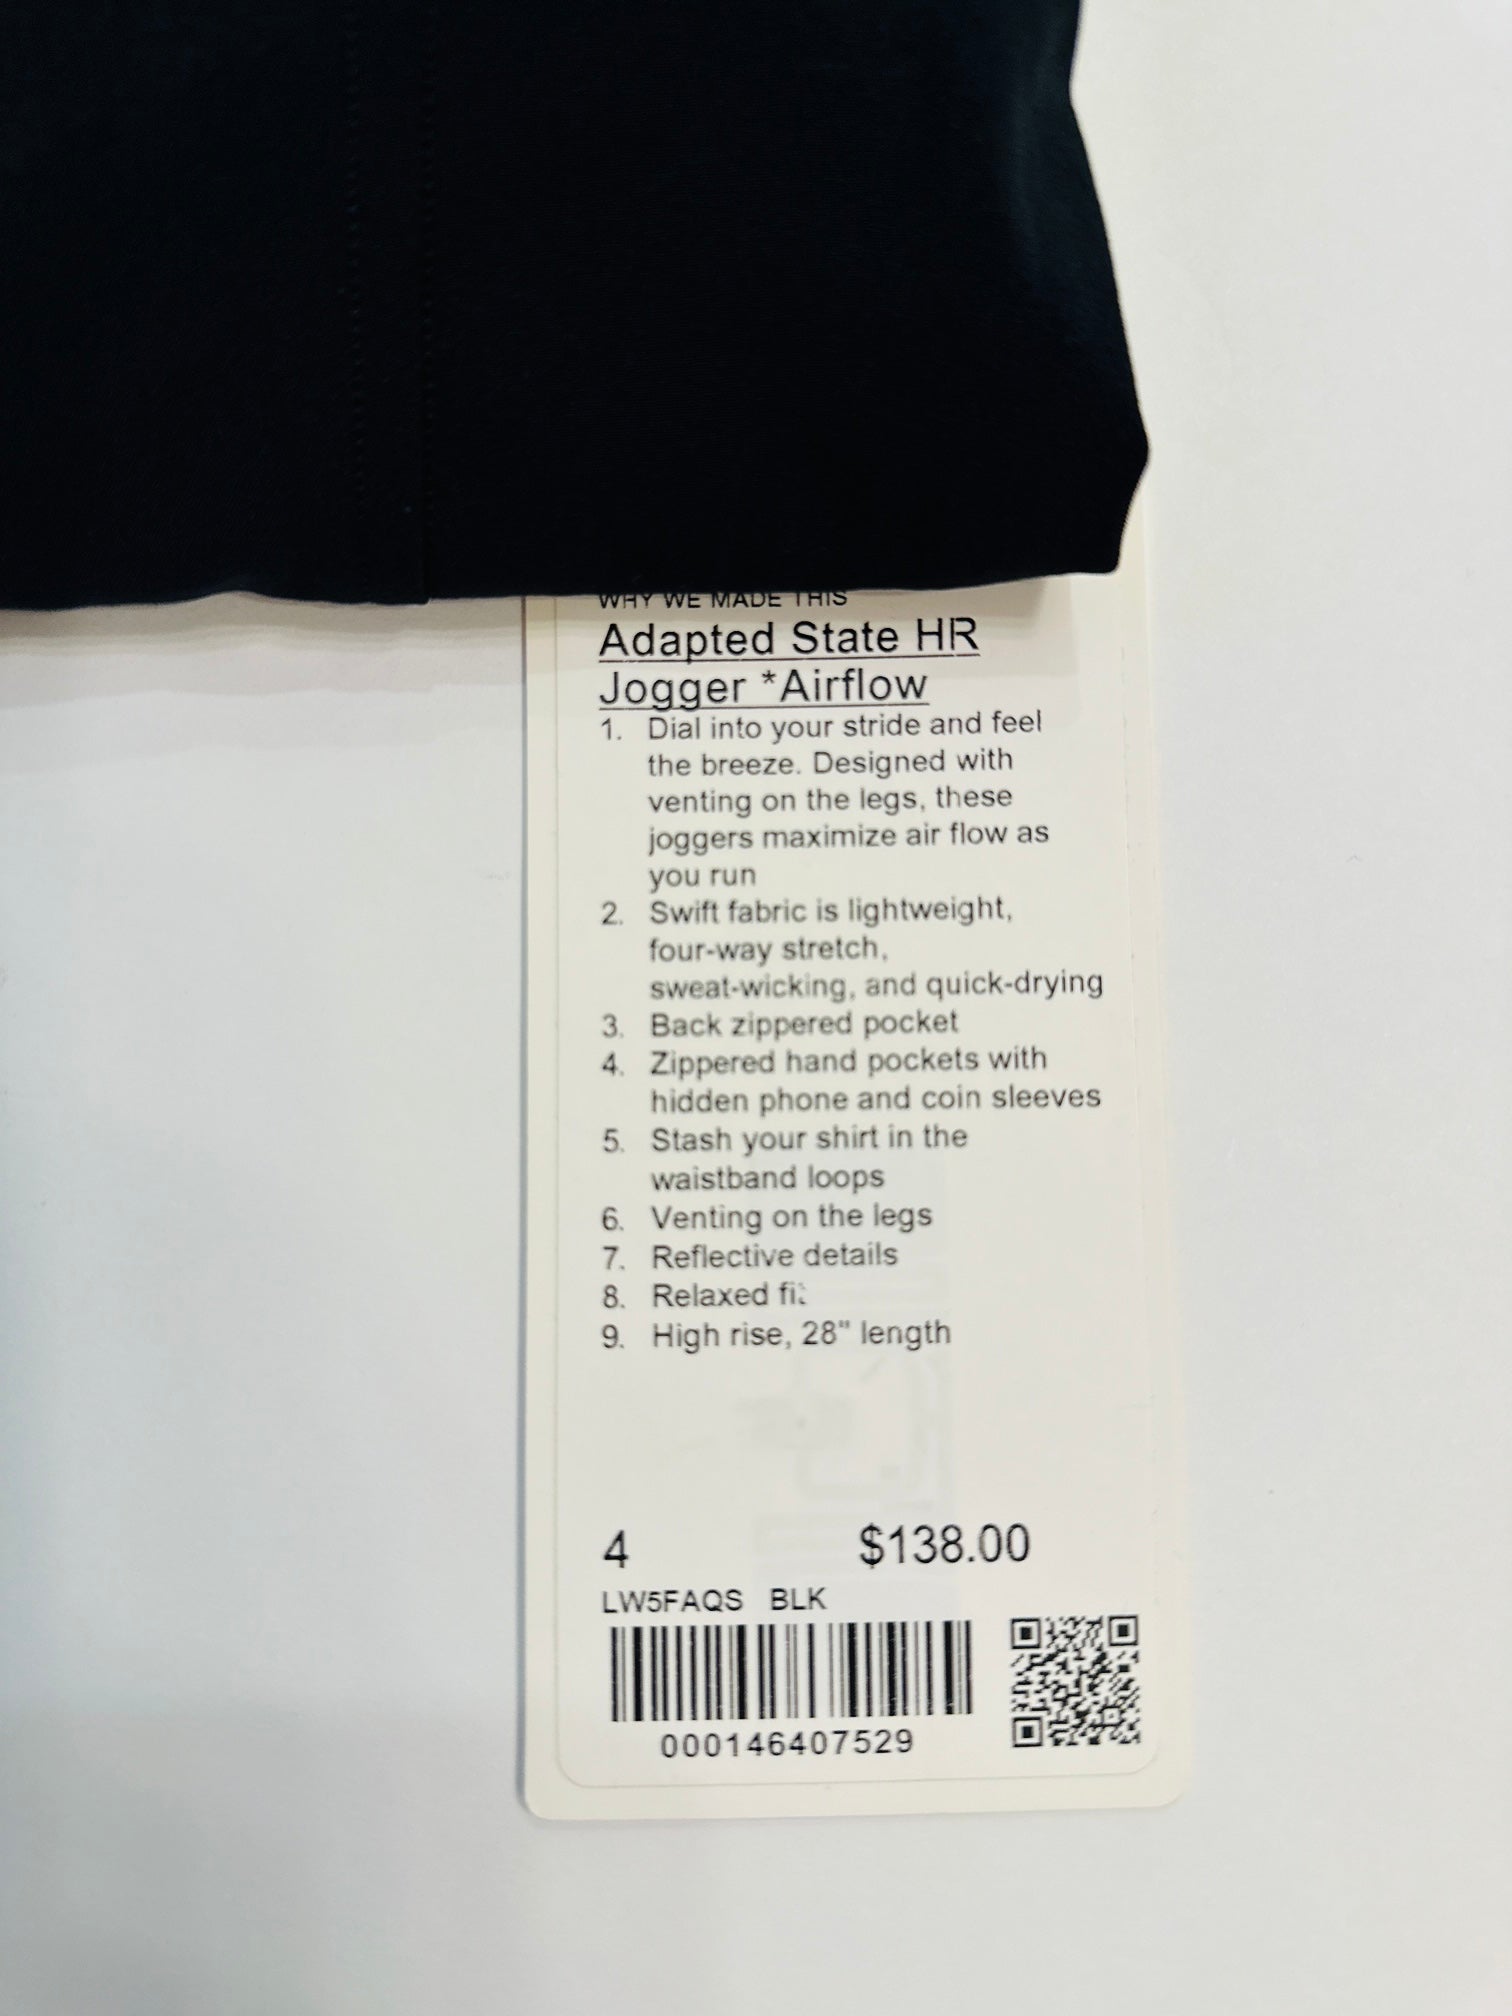 WHY WE MADE THIS
Adapted State HR
Jogger *Airflow
1. Dial into your stride and feel
the breeze. Designed with
venting on the legs, these
joggers maximize air flow as
you run
2. Swift fabric is lightweight,
four-way stretch,
sweat-wicking, and quick-drying
3. Back zippered pocket
4. Zippered hand pockets with
hidden phone and coin sleeves
5. Stash your shirt in the
waistband loops
6. Venting on the legs
7. Reflective details
8. Relaxed fit
9. High rise, 28" length
4 $138.00
LW5FAQS BLK
000146407529